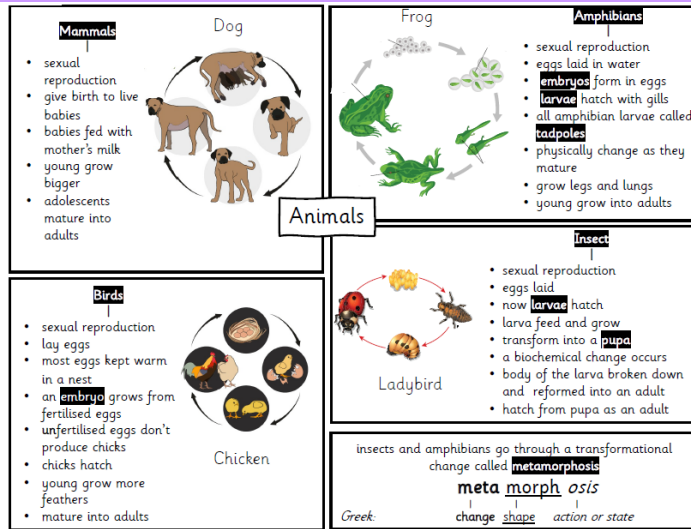 Mammals
Dog
• sexual
reproduction
• give birth to live
babies
• babies fed with
mother's milk
• young grow
bigger
• adolescents
mature into
adults
Frog
Amphibians
• sexual reproduction
• eggs laid in water
• embryos form in eggs
• larvae hatch with gills
• all amphibian larvae called
tadpoles
• physically change as they
mature
• grow legs and lungs
• young grow into adults
Animals
Birds
• sexual reproduction
• lay eggs
• most eggs kept warm
in a nest
• an embryo grows from
fertilised eggs
• unfertilised eggs don't
produce chicks
• chicks hatch
• young grow more
feathers
• mature into adults
Chicken
Insect
• sexual reproduction
• eggs laid
• now larvae hatch
• larva feed and grow
• transform into a pupa
• a biochemical change occurs
• body of the larva broken down
and reformed into an adult
• hatch from pupa as an adult
Ladybird
insects and amphibians go through a transformational
change called metamorphosis
meta morph osis
Greek: change shape action or state